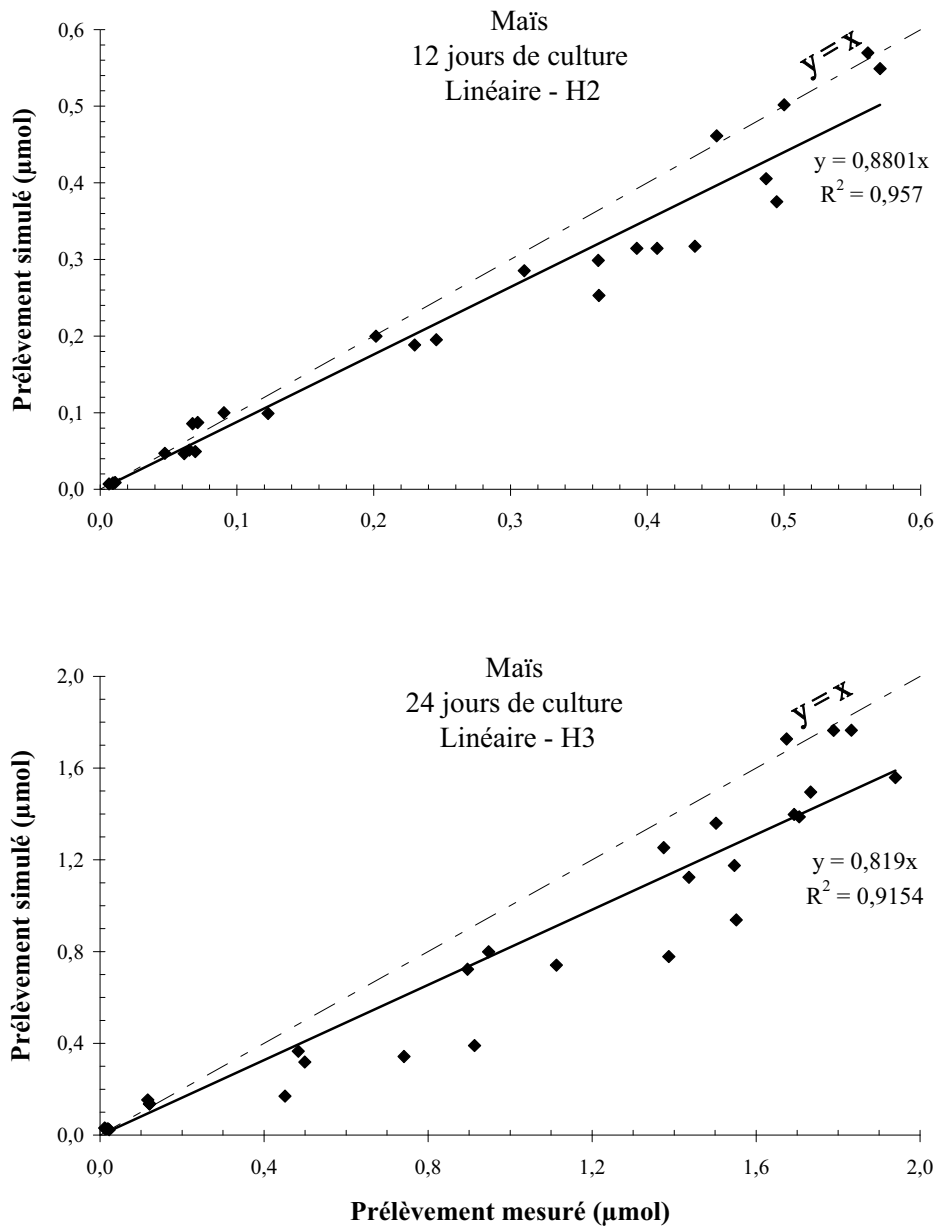 Maïs
12 jours de culture
Linéaire - H2
y = x
Prélèvement simulé (µmol)
0,6
0,5
0,4
0,3
0,2
0,1
0,0
y = 0,8801x
R² = 0,957
0,0 0,1 0,2 0,3 0,4 0,5 0,6
Maïs
24 jours de culture
Linéaire - H3
y = x
Prélèvement simulé (µmol)
2,0
1,6
1,2
0,8
0,4
0,0
y = 0,819x
R² = 0,9154
0,0 0,4 0,8 1,2 1,6 2,0
Prélèvement mesuré (µmol)